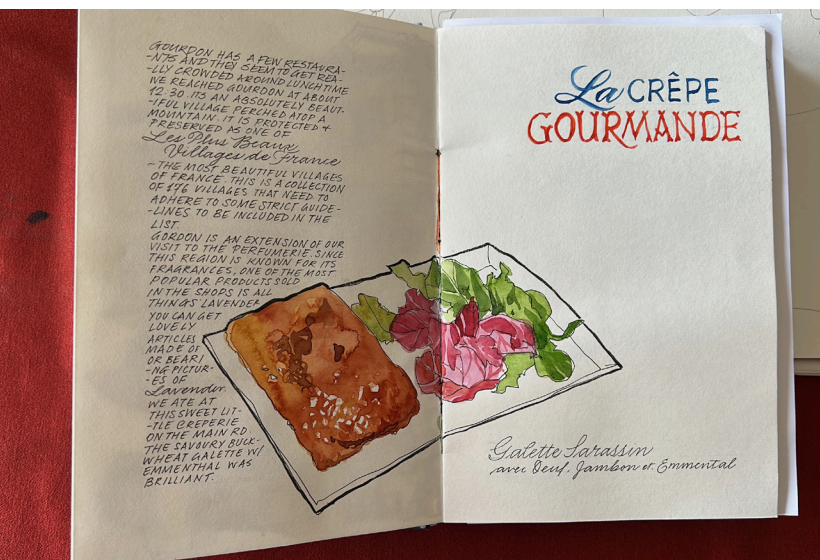 GOURDON HAS A FEW RESTAURA-
-NTS AND THEY SEEM TO GET REA-
-LLY CROWDED AROUND LUNCHTIME
WE REACHED GOURDON AT ABOUT
12.30. ITS AN ABSOLUTELY BEAUT-
-IFUL VILLAGE PERCHED ATOP A
MOUNTAIN. IT IS PROTECTED +
PRESERVED AS ONE OF
Les Plus Beaux
Villages de France
- THE MOST BEAUTIFUL VILLAGES
OF FRANCE. THIS IS A COLLECTION
OF 176 VILLAGES THAT NEED TO
ADHERE TO SOME STRICT GUIDE-
-LINES TO BE INCLUDED IN THE
LIST.
GORDON IS AN EXTENSION OF OUR
VISIT TO THE PERFUMERIE. SINCE
THIS REGION IS KNOWN FOR ITS
FRAGRANCES, ONE OF THE MOST
POPULAR PRODUCTS SOLD
IN THE SHOPS IS ALL
THINGS LAVENDER
YOU CAN GET
LOVELY
ARTICLES
MADE OF
OR BEARI
-NG PICTUR-
-ES OF
Lavender.
WE ATE AT
THIS SWEET LIT-
-TLE CREPERIE
ON THE MAIN RD.
THE SAVOURY BUCK-
WHEAT GALETTE W/
EMMENTHAL WAS
BRILLIANT.
La CRÊPE
GOURMANDE
Galette Sarassin
avec Oeuf, Jambon et Emmental